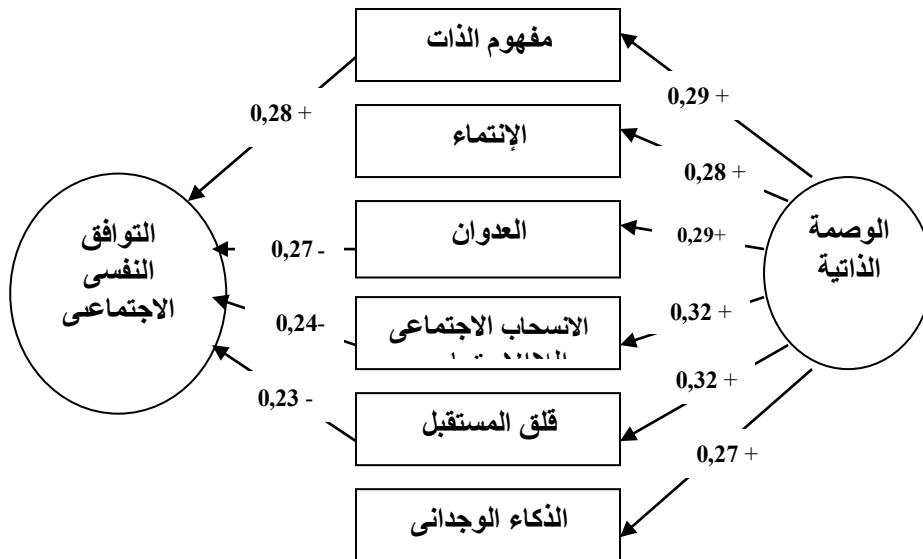 مفهوم الذات
0,29 +
0,28 +
الإنتماء
0,28 +
الوصمة
الذاتية
العدوان
0,29+
التوافق
النفسى
الاجتماعى
0,27 -
الانسحاب الاجتماعى
0,32 +
0,24-
قلق المستقبل
0,32 +
0,23 -
0,27 +
الذكاء الوجدانى